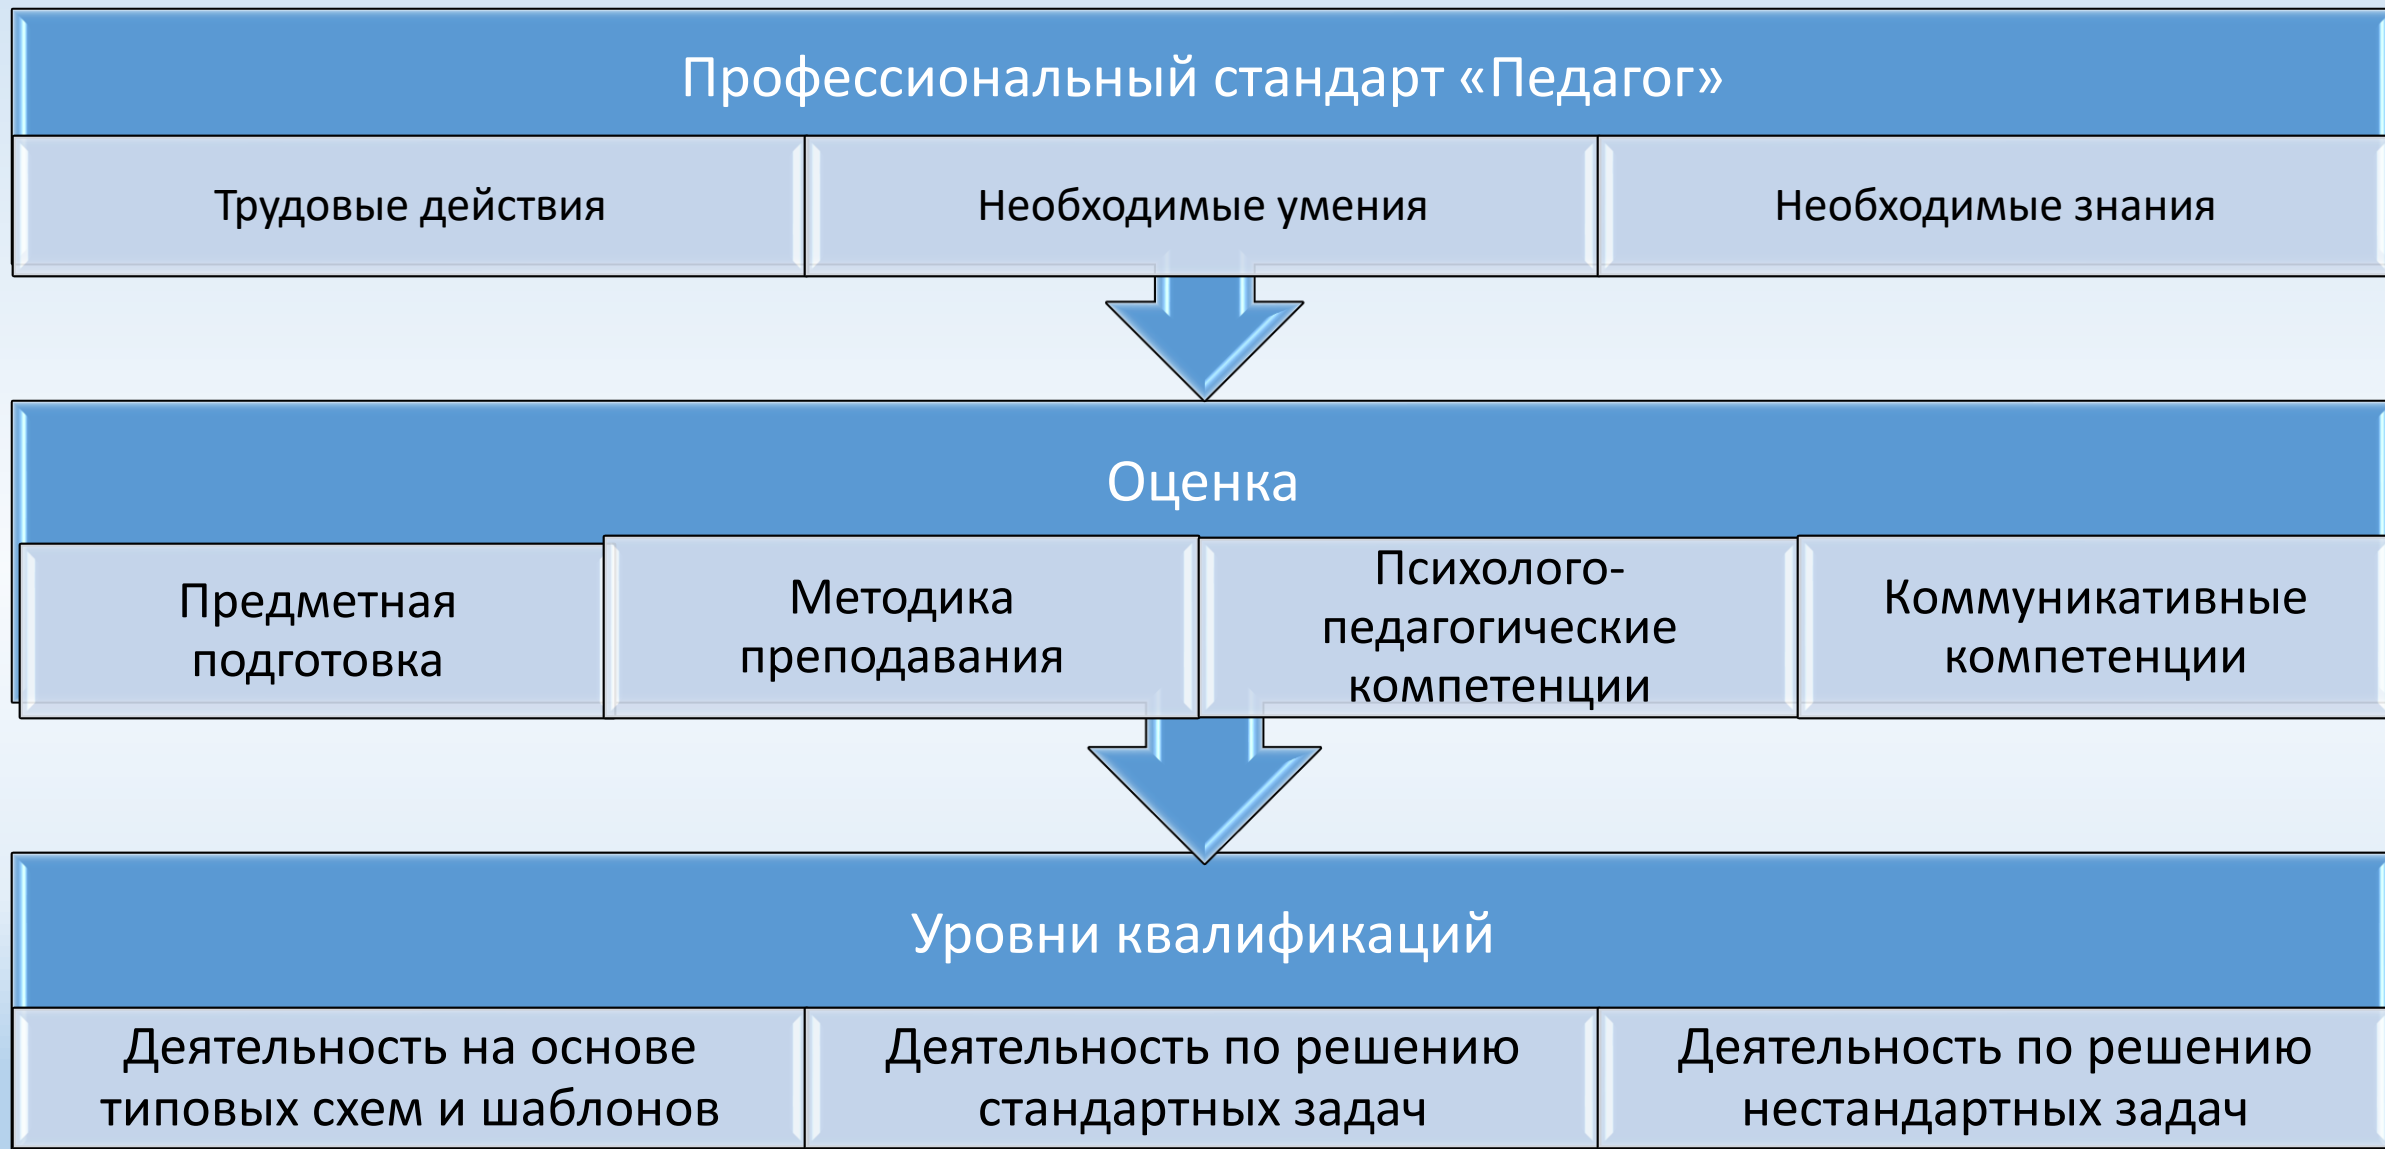 Профессиональный стандарт «Педагог»
Трудовые действия
Необходимые умения
Необходимые знания
Оценка
Предметная
подготовка
Методика
преподавания
Психолого-
педагогические
компетенции
Коммуникативные
компетенции
Уровни квалификаций
Деятельность на основе
типовых схем и шаблонов
Деятельность по решению
стандартных задач
Деятельность по решению
нестандартных задач